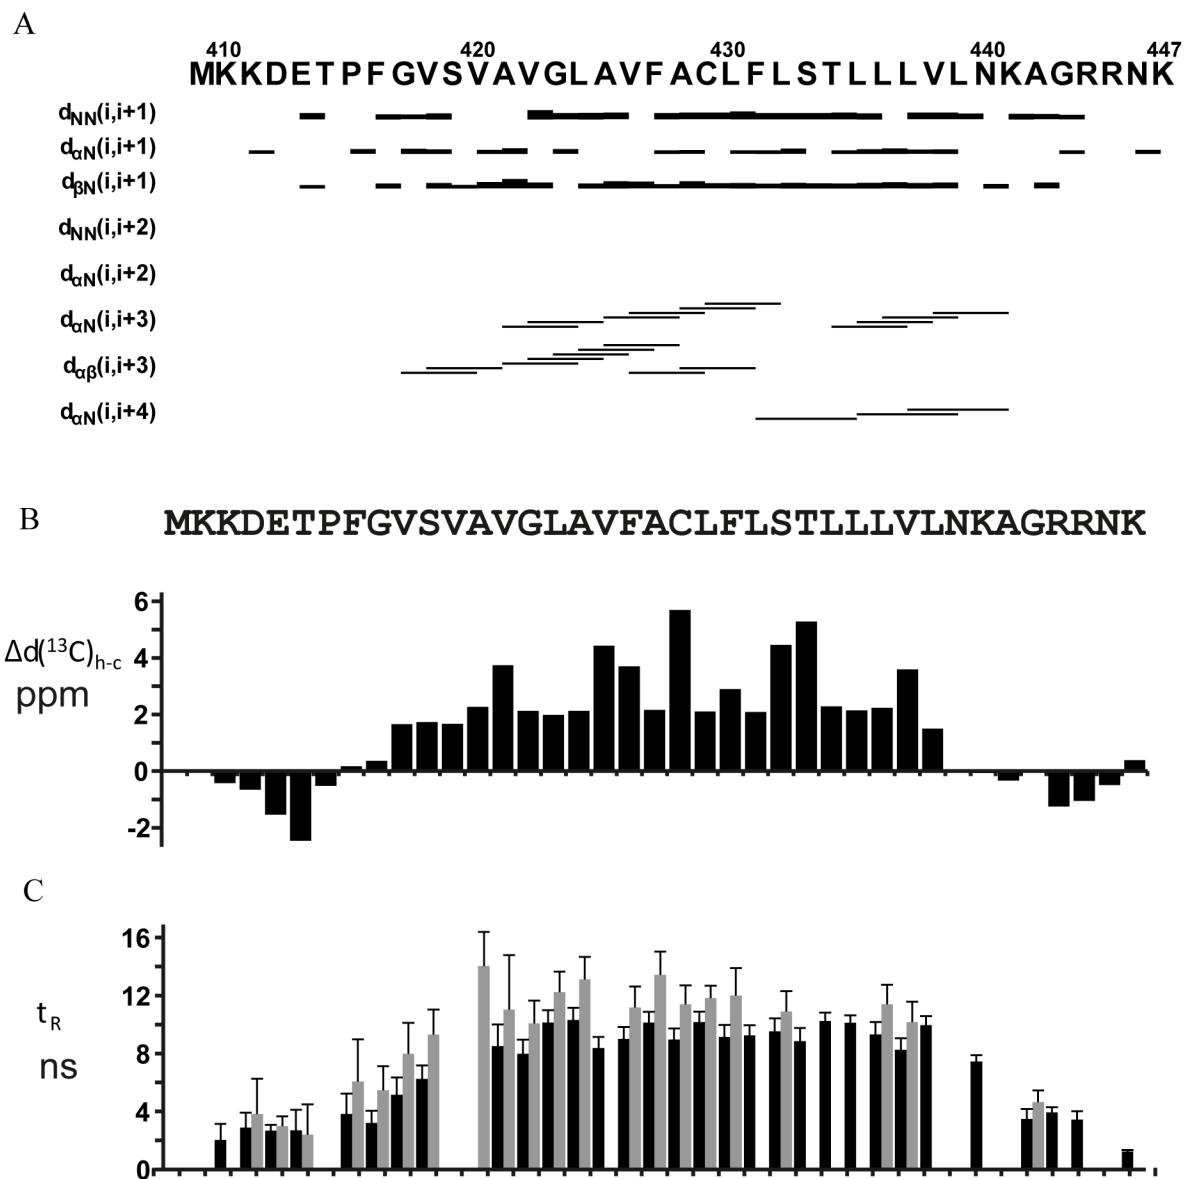 A
410 420 430 440 447
MKKDETPFGVSVAVGLAVFACLFLSTLLLVLNKAGRRNK
dNN(i,i+1)
dαN(i,i+1)
dβN(i,i+1)
dNN(i,i+2)
dαN(i,i+2)
dαN(i,i+3)
dαβ(i,i+3)
dαN(i,i+4)
B
MKKDETPFGVSVAVGLAVFACLFLSTLLLVLNKAGRRNK
6
Δd(¹³C)h-c
4
ppm
2
0
-2
C
16
12
tR
8
ns
4
0